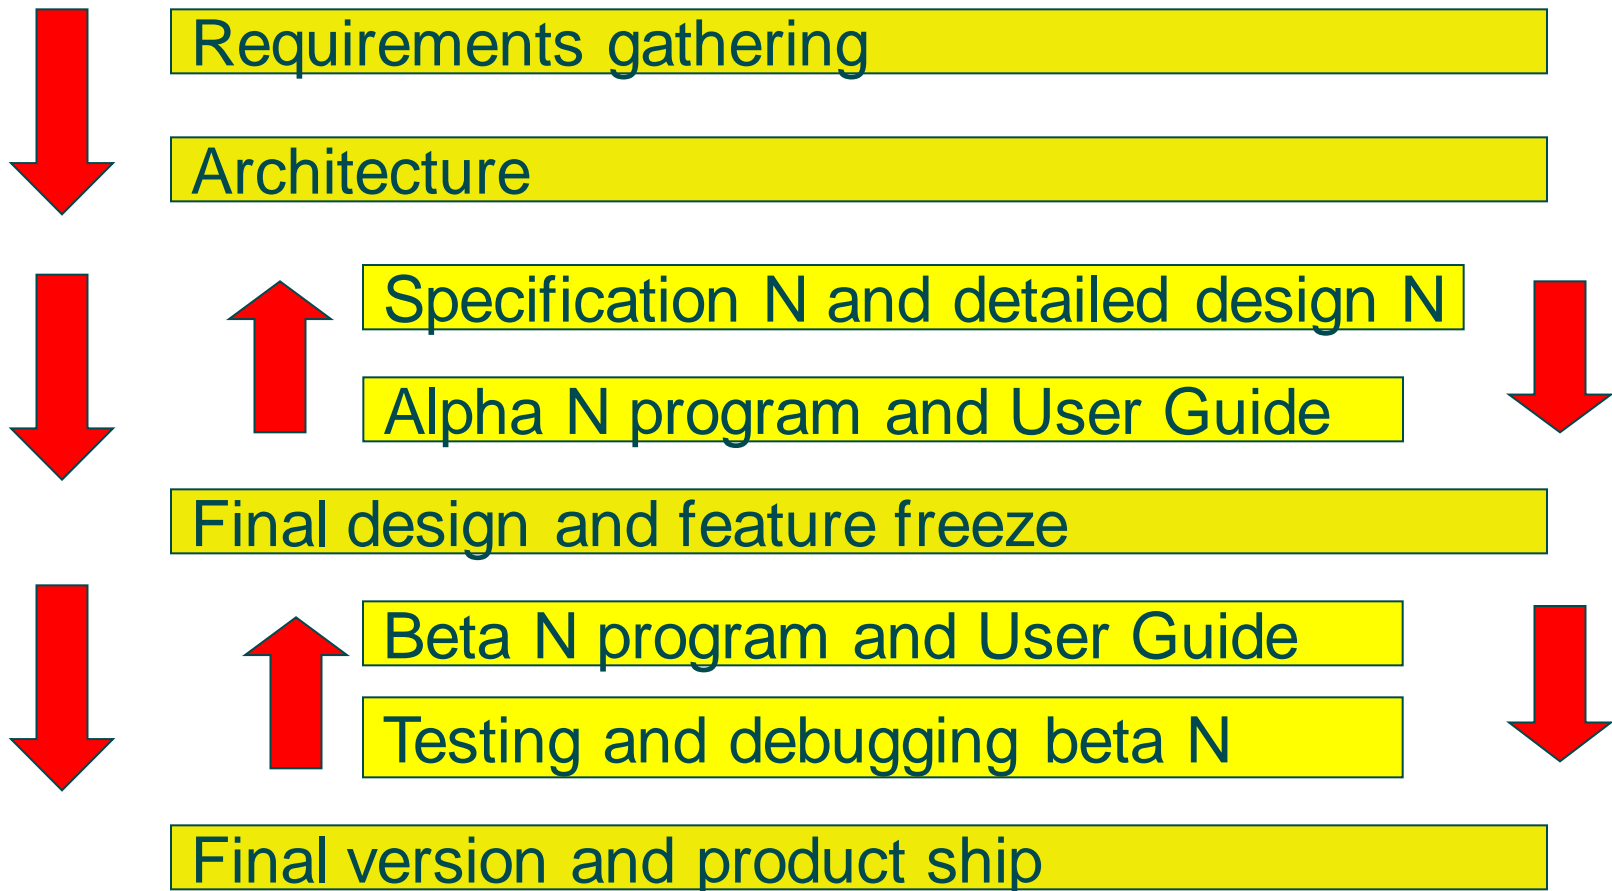 Requirements gathering
Architecture
Specification N and detailed design N
Alpha N program and User Guide
Final design and feature freeze
Beta N program and User Guide
Testing and debugging beta N
Final version and product ship